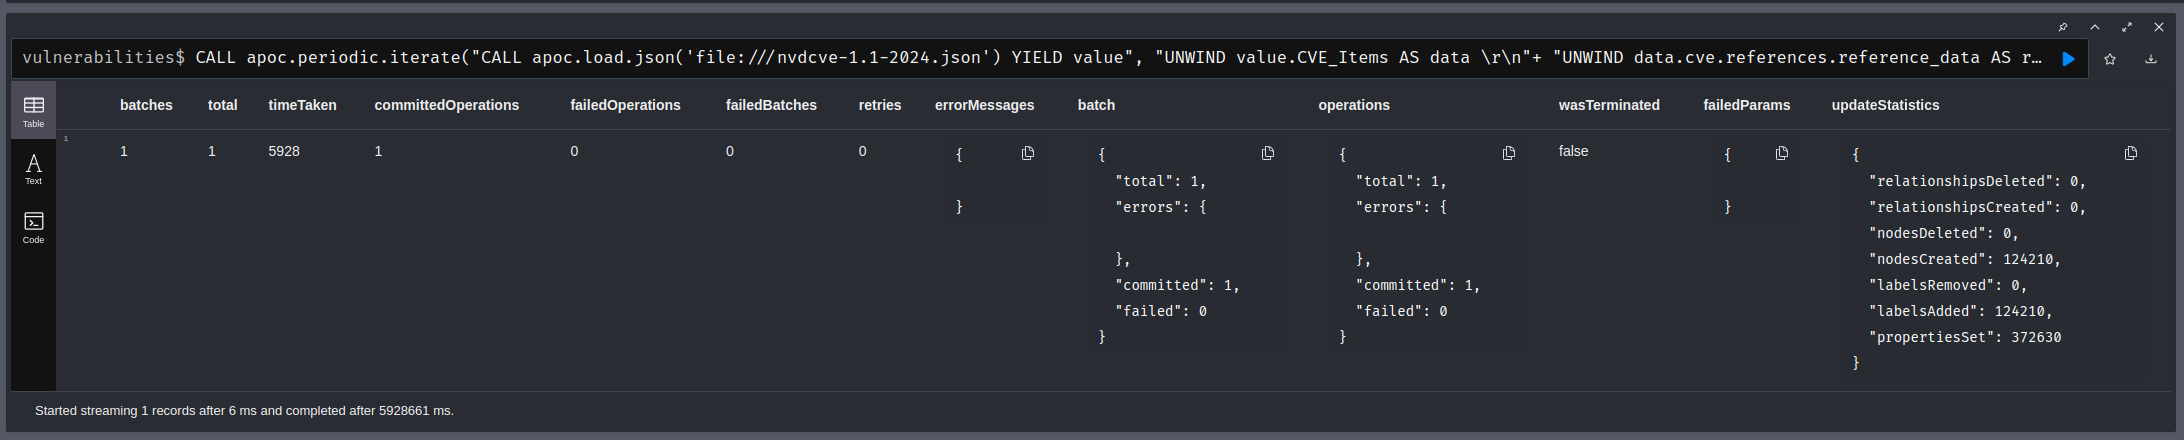 vulnerabilities$ CALL apoc.periodic.iterate("CALL apoc.load.json('file:///nvdcve-1.1-2024.json') YIELD value", "UNWIND value.CVE_Items AS data \r\n"+ "UNWIND data.cve.references.reference_data AS r…
batches total timeTaken committedOperations failedOperations failedBatches retries errorMessages batch operations wasTerminated failedParams updateStatistics
Table
Text
Code
1
1 1 5928 1 0 0 0
{
}
{
"total": 1,
"errors": {
},
"committed": 1,
"failed": 0
}
{
"total": 1,
"errors": {
},
"committed": 1,
"failed": 0
}
false
{
}
{
"relationshipsDeleted": 0,
"relationshipsCreated": 0,
"nodesDeleted": 0,
"nodesCreated": 124210,
"labelsRemoved": 0,
"labelsAdded": 124210,
"propertiesSet": 372630
}
Started streaming 1 records after 6 ms and completed after 5928661 ms.